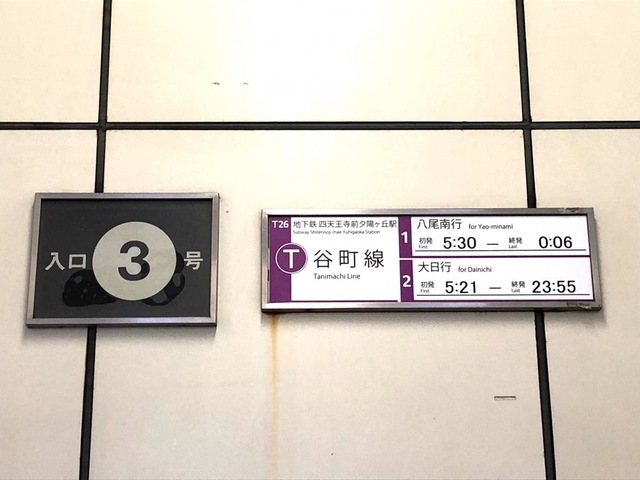 入口 3 号
T26 地下鉄 四天王寺前夕陽ヶ丘駅
Subway Shitennoji-mae Yuhigaoka Station
T 谷町線
Tanimachi Line
1 八尾南行 for Yao-minami
初発 5:30 — 終発 0:06
First Last
2 大日行 for Dainichi
初発 5:21 — 終発 23:55
First Last